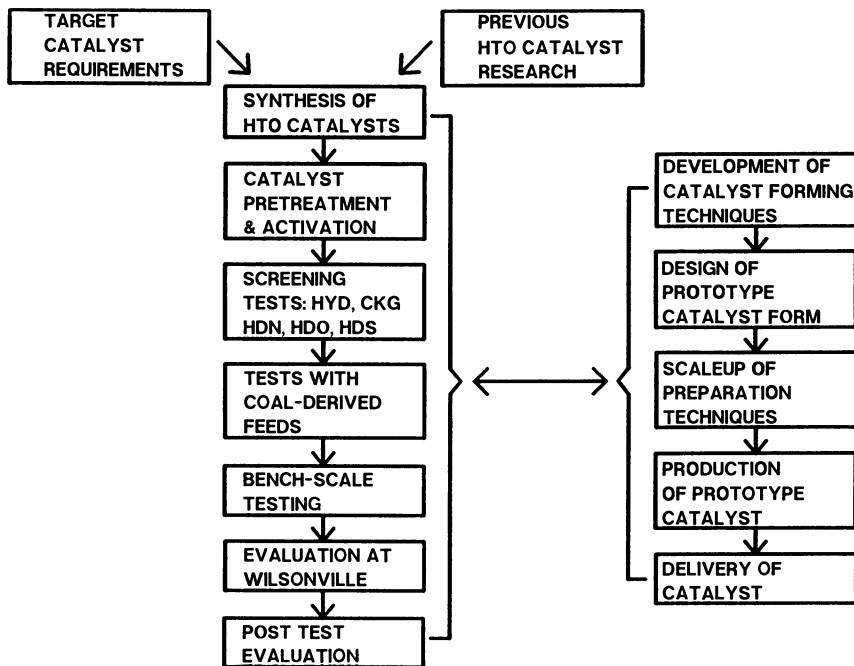 TARGET
CATALYST
REQUIREMENTS
PREVIOUS
HTO CATALYST
RESEARCH
SYNTHESIS OF
HTO CATALYSTS
CATALYST
PRETREATMENT
& ACTIVATION
SCREENING
TESTS: HYD, CKG
HDN, HDO, HDS
TESTS WITH
COAL-DERIVED
FEEDS
BENCH-SCALE
TESTING
EVALUATION AT
WILSONVILLE
POST TEST
EVALUATION
DEVELOPMENT OF
CATALYST FORMING
TECHNIQUES
DESIGN OF
PROTOTYPE
CATALYST FORM
SCALEUP OF
PREPARATION
TECHNIQUES
PRODUCTION
OF PROTOTYPE
CATALYST
DELIVERY OF
CATALYST